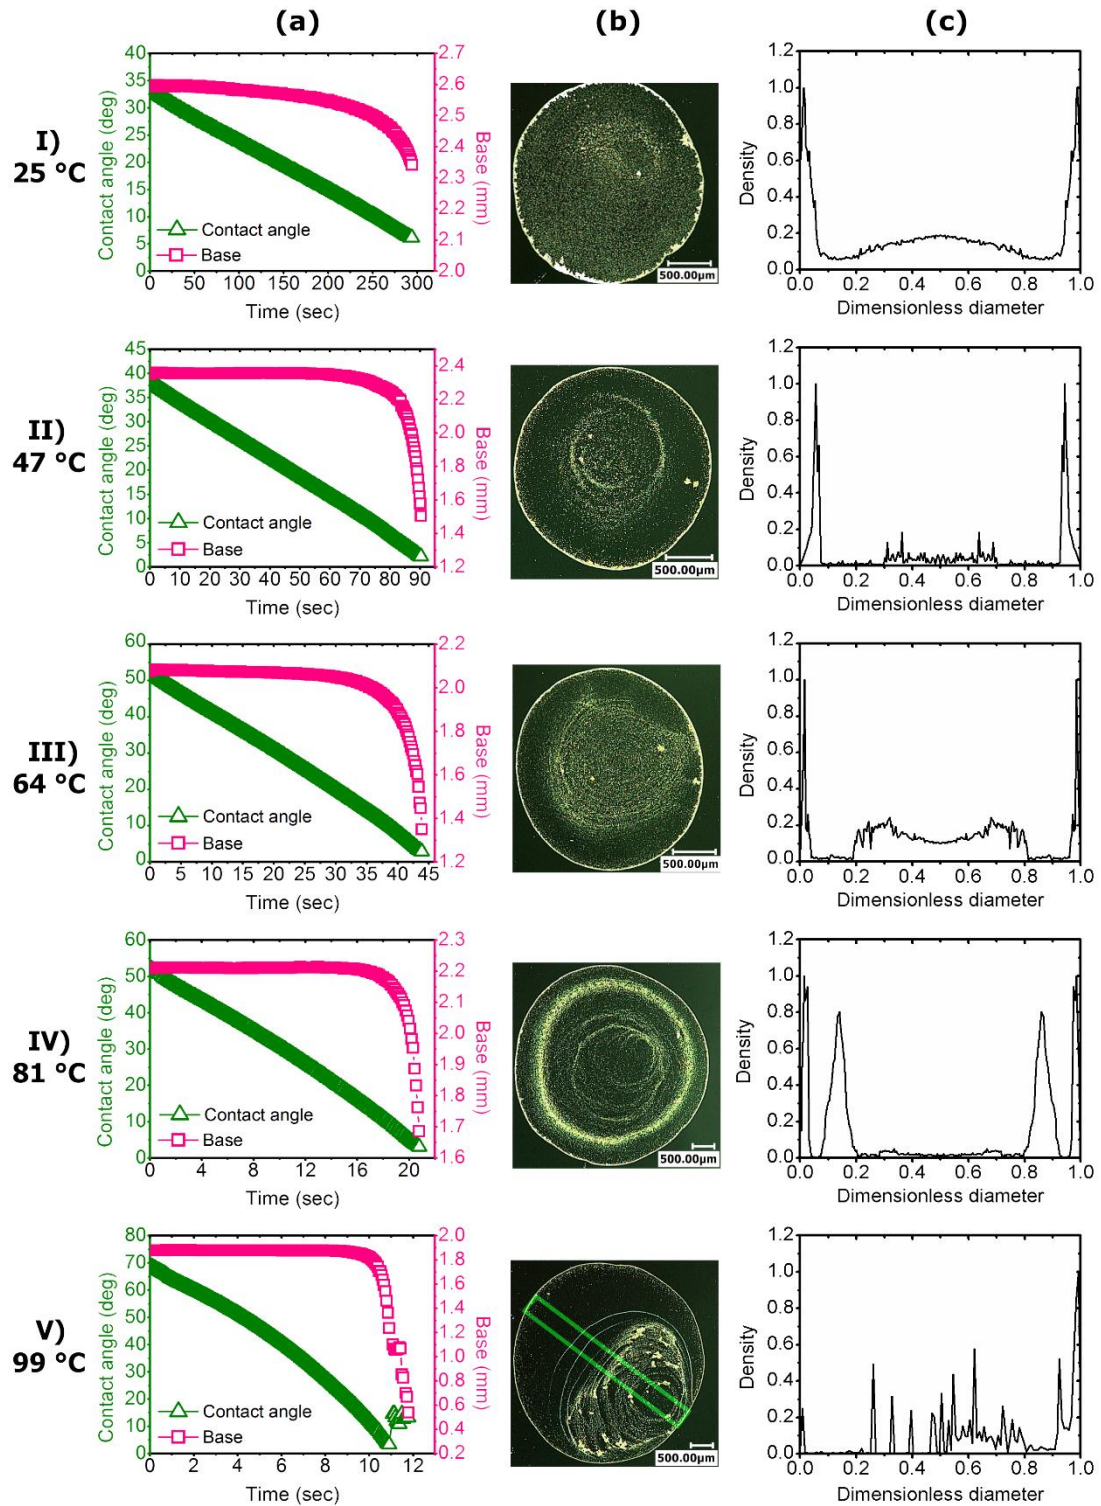 (a)
(b)
(c)
I)
25 °C
Contact angle (deg)
40
35
30
25
20
15
10
5
0
Contact angle
Base
0 50 100 150 200 250 300
Time (sec)
2.7
2.6
2.5
2.4
2.3
2.2
2.1
2.0
Base (mm)
500.00µm
Density
1.2
1.0
0.8
0.6
0.4
0.2
0.0
0.0 0.2 0.4 0.6 0.8 1.0
Dimensionless diameter
II)
47 °C
Contact angle (deg)
45
40
35
30
25
20
15
10
5
0
Contact angle
Base
0 10 20 30 40 50 60 70 80 90
Time (sec)
2.4
2.2
2.0
1.8
1.6
1.4
1.2
Base (mm)
500.00µm
Density
1.2
1.0
0.8
0.6
0.4
0.2
0.0
0.0 0.2 0.4 0.6 0.8 1.0
Dimensionless diameter
III)
64 °C
Contact angle (deg)
60
50
40
30
20
10
0
Contact angle
Base
0 5 10 15 20 25 30 35 40 45
Time (sec)
2.2
2.0
1.8
1.6
1.4
1.2
Base (mm)
500.00µm
Density
1.2
1.0
0.8
0.6
0.4
0.2
0.0
0.0 0.2 0.4 0.6 0.8 1.0
Dimensionless diameter
IV)
81 °C
Contact angle (deg)
60
50
40
30
20
10
0
Contact angle
Base
0 4 8 12 16 20
Time (sec)
2.3
2.2
2.1
2.0
1.9
1.8
1.7
1.6
Base (mm)
500.00µm
Density
1.2
1.0
0.8
0.6
0.4
0.2
0.0
0.0 0.2 0.4 0.6 0.8 1.0
Dimensionless diameter
V)
99 °C
Contact angle (deg)
80
70
60
50
40
30
20
10
0
Contact angle
Base
0 2 4 6 8 10 12
Time (sec)
2.0
1.8
1.6
1.4
1.2
1.0
0.8
0.6
0.4
0.2
Base (mm)
500.00µm
Density
1.2
1.0
0.8
0.6
0.4
0.2
0.0
0.0 0.2 0.4 0.6 0.8 1.0
Dimensionless diameter